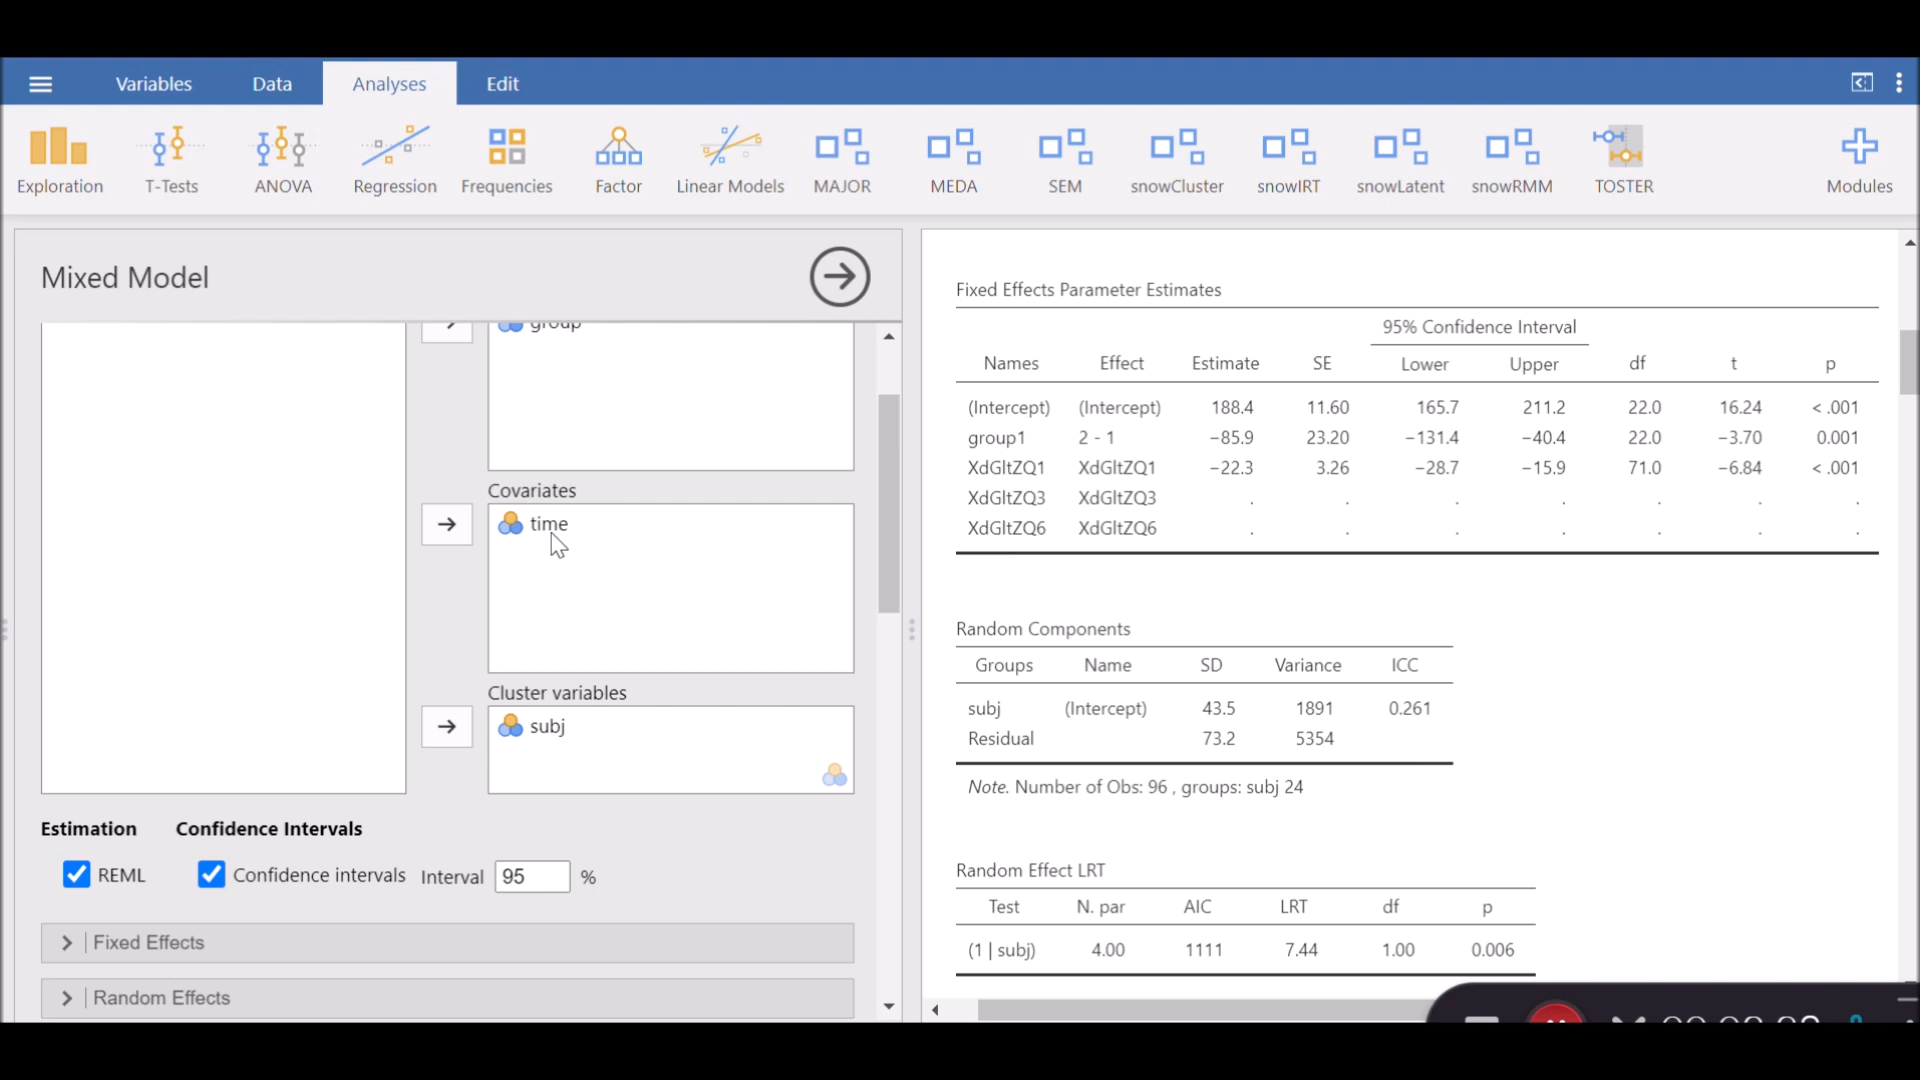 Variables Data Analyses Edit
Exploration T-Tests ANOVA Regression Frequencies Factor Linear Models MAJOR MEDA SEM snowCluster snowIRT snowLatent snowRMM TOSTER Modules
Mixed Model
group
Covariates
time
Cluster variables
subj
Estimation Confidence Intervals
REML Confidence intervals Interval 95 %
Fixed Effects
Random Effects
Fixed Effects Parameter Estimates
95% Confidence Interval
Names Effect Estimate SE Lower Upper df t p
(Intercept) (Intercept) 188.4 11.60 165.7 211.2 22.0 16.24 < .001
group1 2 - 1 −85.9 23.20 −131.4 −40.4 22.0 −3.70 0.001
XdGltZQ1 XdGltZQ1 −22.3 3.26 −28.7 −15.9 71.0 −6.84 < .001
XdGltZQ3 XdGltZQ3 . . . . . . .
XdGltZQ6 XdGltZQ6 . . . . . . .
Random Components
Groups Name SD Variance ICC
subj (Intercept) 43.5 1891 0.261
Residual 73.2 5354
Note. Number of Obs: 96 , groups: subj 24
Random Effect LRT
Test N. par AIC LRT df p
(1 | subj) 4.00 1111 7.44 1.00 0.006